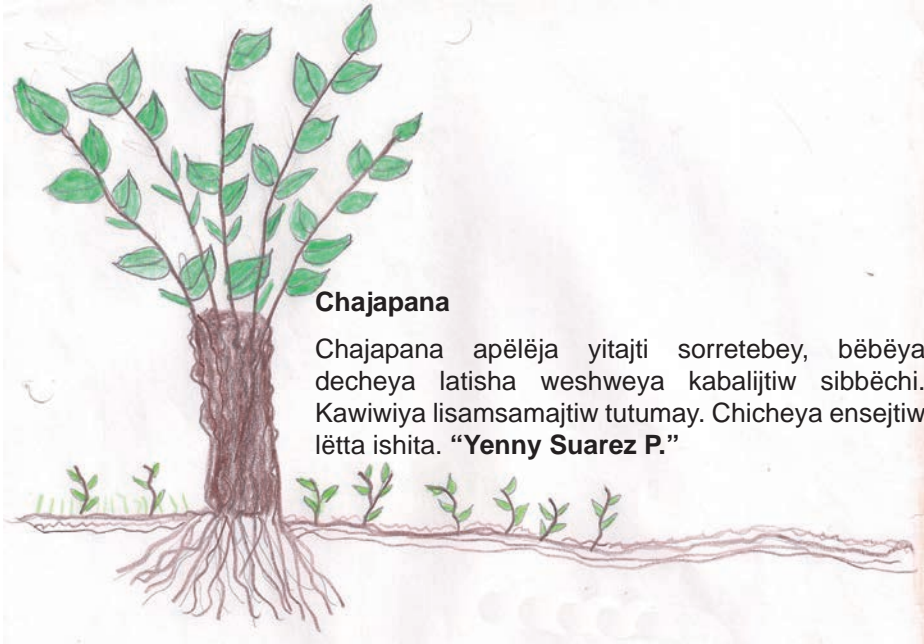 Chajapana
Chajapana apëlëja yitajti sorretebey, bëbëya
decheya latisha weshweya kabalijtiw sibbëchi.
Kawiwiya lisamsamajtiw tutumay. Chicheya ensejtiw
lëtta ishita. “Yenny Suarez P.”